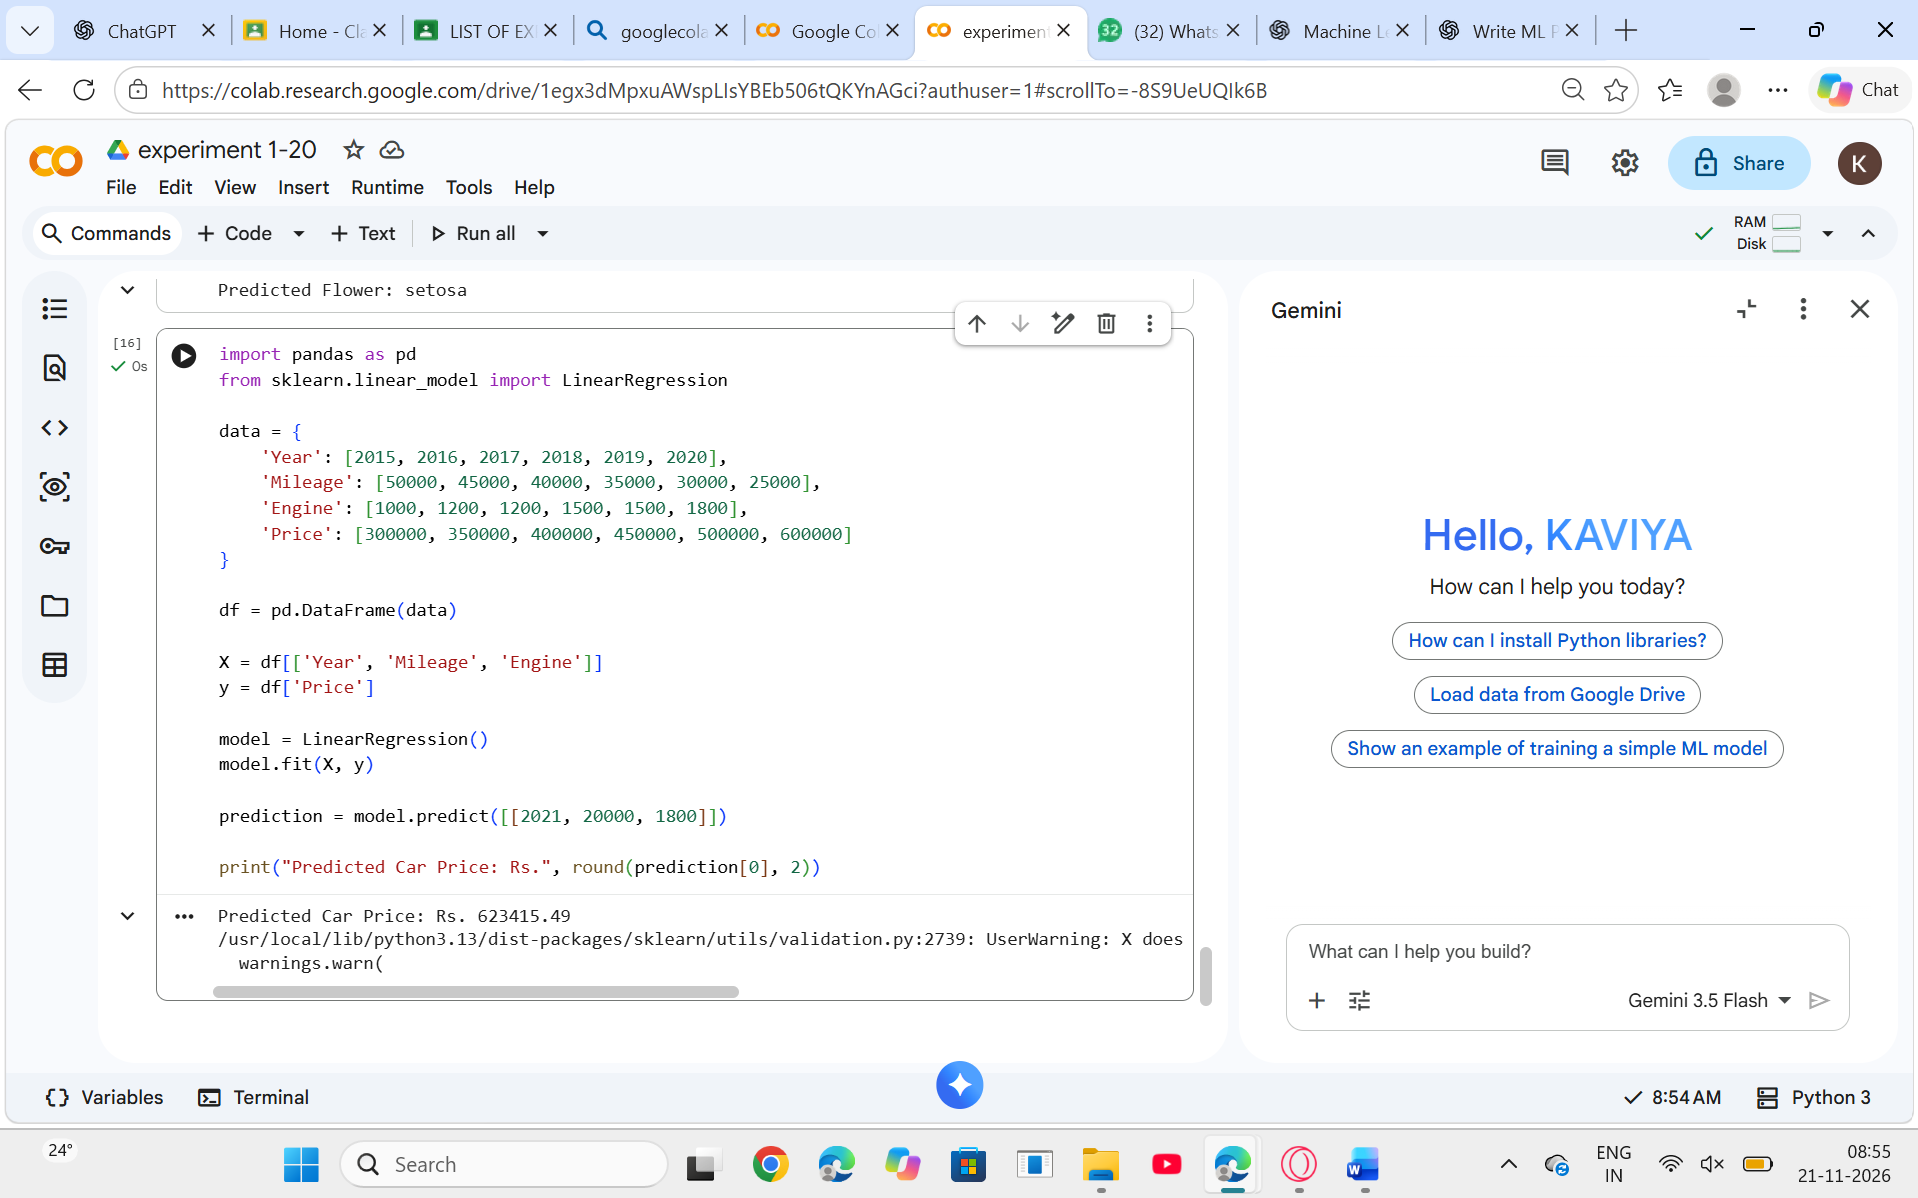 ChatGPT
Home - Cla
LIST OF EX
googlecola
Google Co
experimen
32
(32) Whats
Machine Le
Write ML P
https://colab.research.google.com/drive/1egx3dMpxuAWspLIsYBEb506tQKYnAGci?authuser=1#scrollTo=-8S9UeUQIk6B
Chat
experiment 1-20
File Edit View Insert Runtime Tools Help
Share
K
Commands + Code + Text Run all
RAM
Disk
Predicted Flower: setosa
[16]
0s
import pandas as pd
from sklearn.linear_model import LinearRegression
data = {
'Year': [2015, 2016, 2017, 2018, 2019, 2020],
'Mileage': [50000, 45000, 40000, 35000, 30000, 25000],
'Engine': [1000, 1200, 1200, 1500, 1500, 1800],
'Price': [300000, 350000, 400000, 450000, 500000, 600000]
}
df = pd.DataFrame(data)
X = df[['Year', 'Mileage', 'Engine']]
y = df['Price']
model = LinearRegression()
model.fit(X, y)
prediction = model.predict([[2021, 20000, 1800]])
print("Predicted Car Price: Rs.", round(prediction[0], 2))
Predicted Car Price: Rs. 623415.49
/usr/local/lib/python3.13/dist-packages/sklearn/utils/validation.py:2739: UserWarning: X does
warnings.warn(
Gemini
Hello, KAVIYA
How can I help you today?
How can I install Python libraries?
Load data from Google Drive
Show an example of training a simple ML model
What can I help you build?
Gemini 3.5 Flash
Variables
Terminal
8:54 AM
Python 3
24°
Search
ENG
IN
08:55
21-11-2026